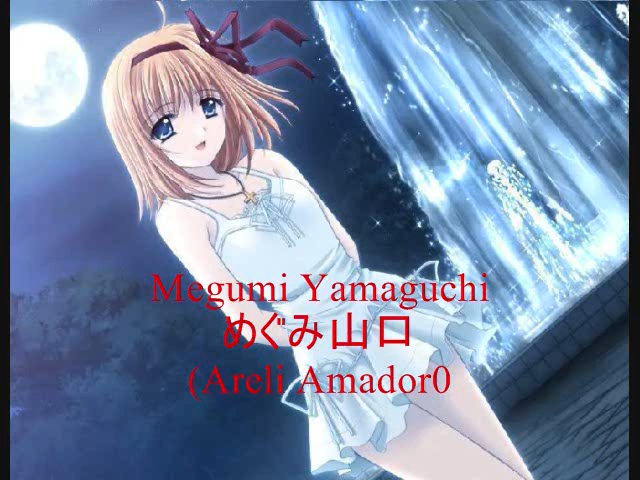 Megumi Yamaguchi
めぐみ山口
(Areli Amador0